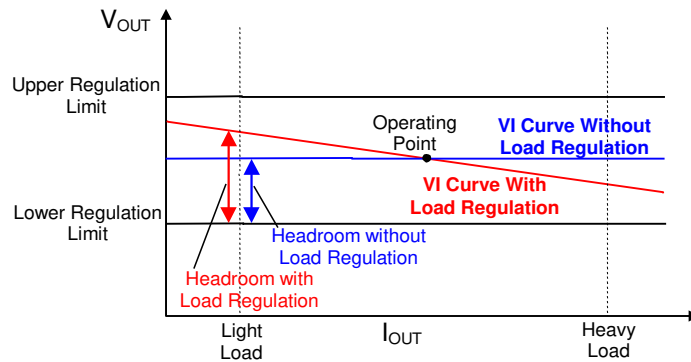 VOUT
Upper Regulation
Limit
Operating
Point
VI Curve Without
Load Regulation
VI Curve With
Load Regulation
Lower Regulation
Limit
Headroom without
Load Regulation
Headroom with
Load Regulation
Light
Load
IOUT
Heavy
Load